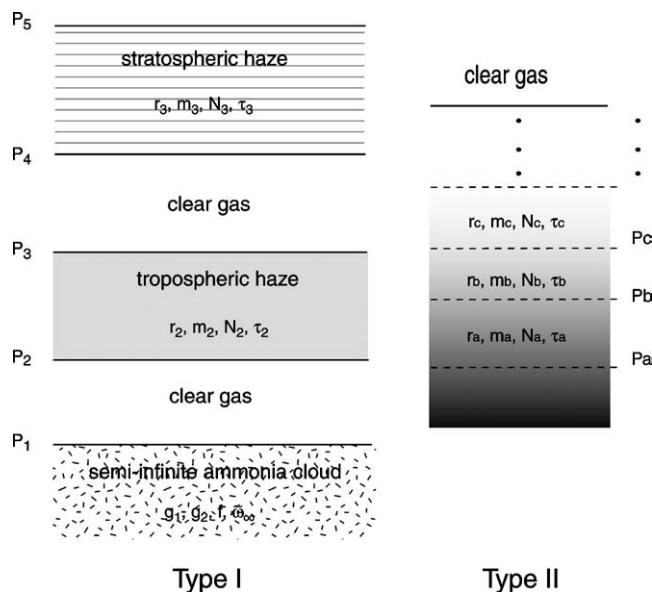 P₅
stratospheric haze
r₃, m₃, N₃, τ₃
P₄
clear gas
P₃
tropospheric haze
r₂, m₂, N₂, τ₂
P₂
clear gas
P₁
semi-infinite ammonia cloud
g₁, g₂, f, ϖ∞
Type I
clear gas
rc, mc, Nc, τc
Pc
rb, mb, Nb, τb
Pb
ra, ma, Na, τa
Pa
Type II